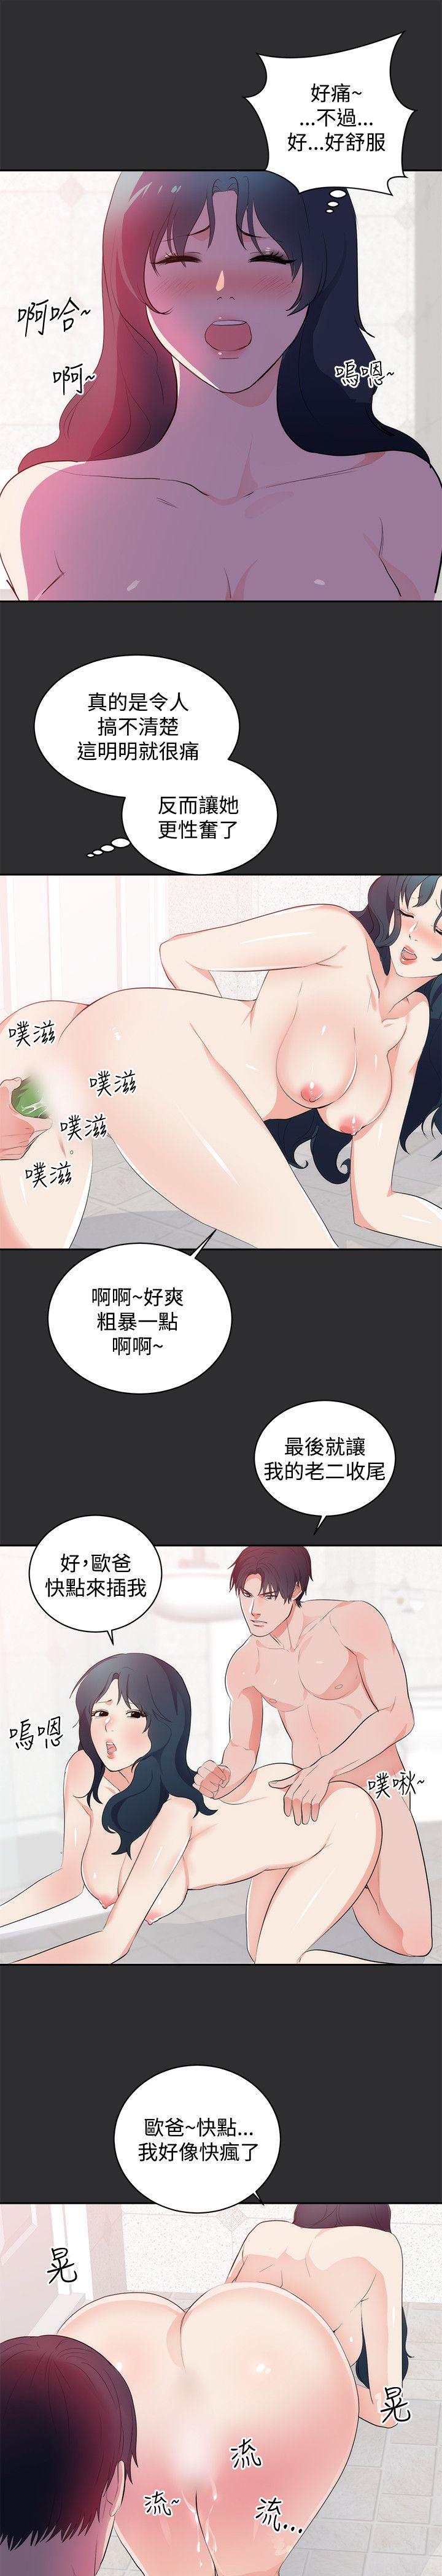 好痛~
...不過...
好...好舒服
啊哈~
啊~
嗚嗯~
真的是令人
搞不清楚
這明明就很痛
反而讓她
更性奮了
噗滋
噗滋
噗滋
噗滋
啊啊~好爽
粗暴一點
啊啊~
最後就讓
我的老二收尾
好,歐爸
快點來插我
嗚嗯
噗啾~
歐爸~快點...
我好像快瘋了
晃
晃
流
流~
流...